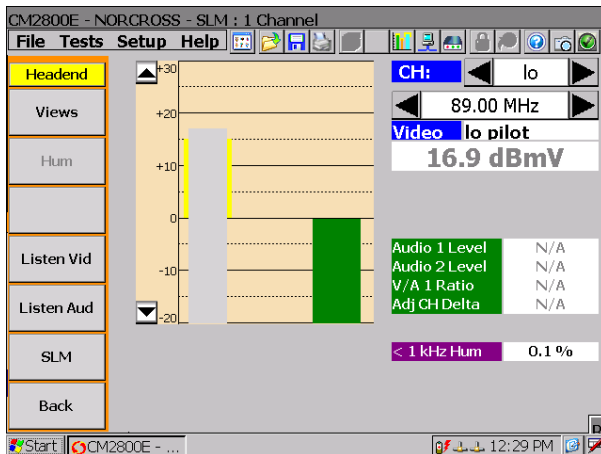 CM2800E - NORCROSS - SLM : 1 Channel
File Tests Setup Help
Headend
Views
Hum
Listen Vid
Listen Aud
SLM
Back
+30
+20
+10
0
-10
-20
CH: lo
89.00 MHz
Video lo pilot
16.9 dBmV
Audio 1 Level N/A
Audio 2 Level N/A
V/A 1 Ratio N/A
Adj CH Delta N/A
< 1 kHz Hum 0.1 %
Start CM2800E - ... 12:29 PM